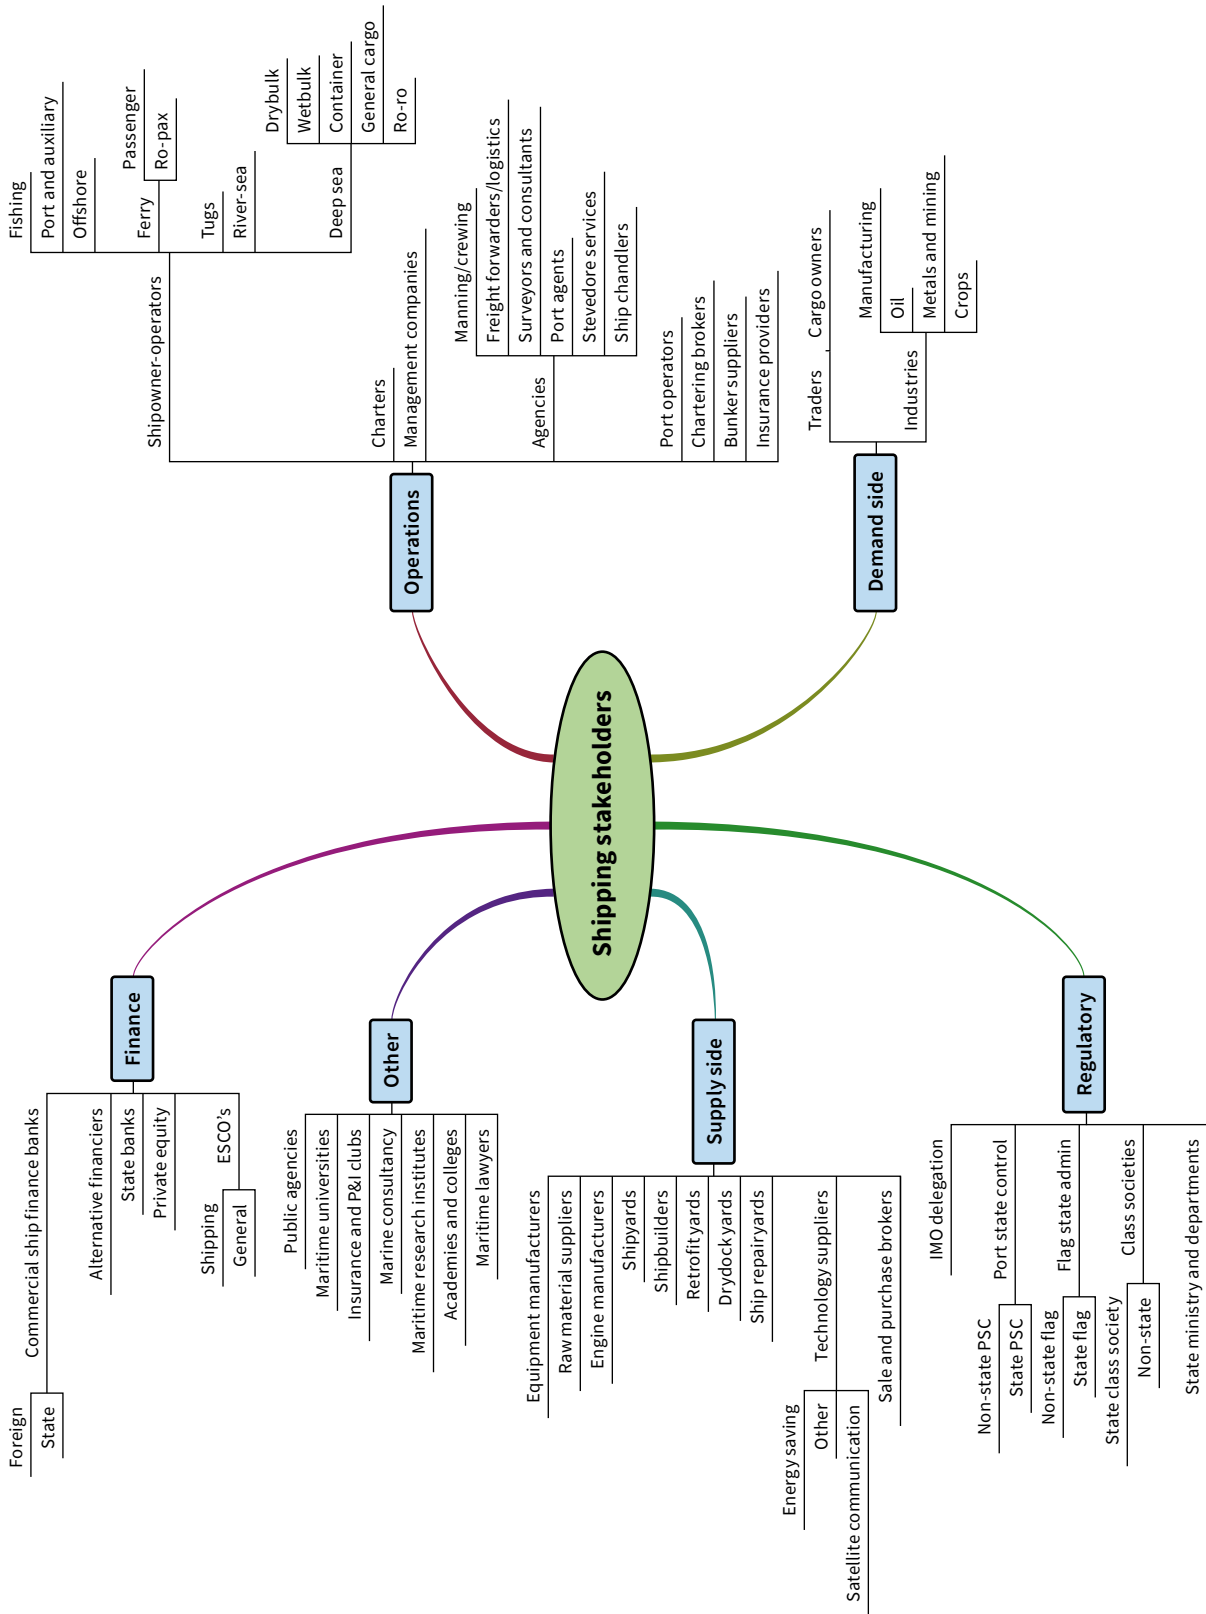 Shipping stakeholders
Finance
Commercial ship finance banks
Foreign
State
Alternative financiers
State banks
Private equity
ESCO's
Shipping
General
Other
Public agencies
Maritime universities
Insurance and P&I clubs
Marine consultancy
Maritime research institutes
Academies and colleges
Maritime lawyers
Supply side
Equipment manufacturers
Raw material suppliers
Engine manufacturers
Shipyards
Shipbuilders
Retrofit yards
Drydock yards
Ship repair yards
Technology suppliers
Energy saving
Other
Satellite communication
Sale and purchase brokers
Regulatory
IMO delegation
Port state control
Non-state PSC
State PSC
Flag state admin
Non-state flag
State flag
Class societies
State class society
Non-state
State ministry and departments
Operations
Shipowner-operators
Fishing
Port and auxiliary
Offshore
Ferry
Passenger
Ro-pax
Tugs
River-sea
Deep sea
Drybulk
Wetbulk
Container
General cargo
Ro-ro
Charters
Management companies
Agencies
Manning/crewing
Freight forwarders/logistics
Surveyors and consultants
Port agents
Stevedore services
Ship chandlers
Port operators
Chartering brokers
Bunker suppliers
Insurance providers
Demand side
Traders
Cargo owners
Industries
Manufacturing
Oil
Metals and mining
Crops